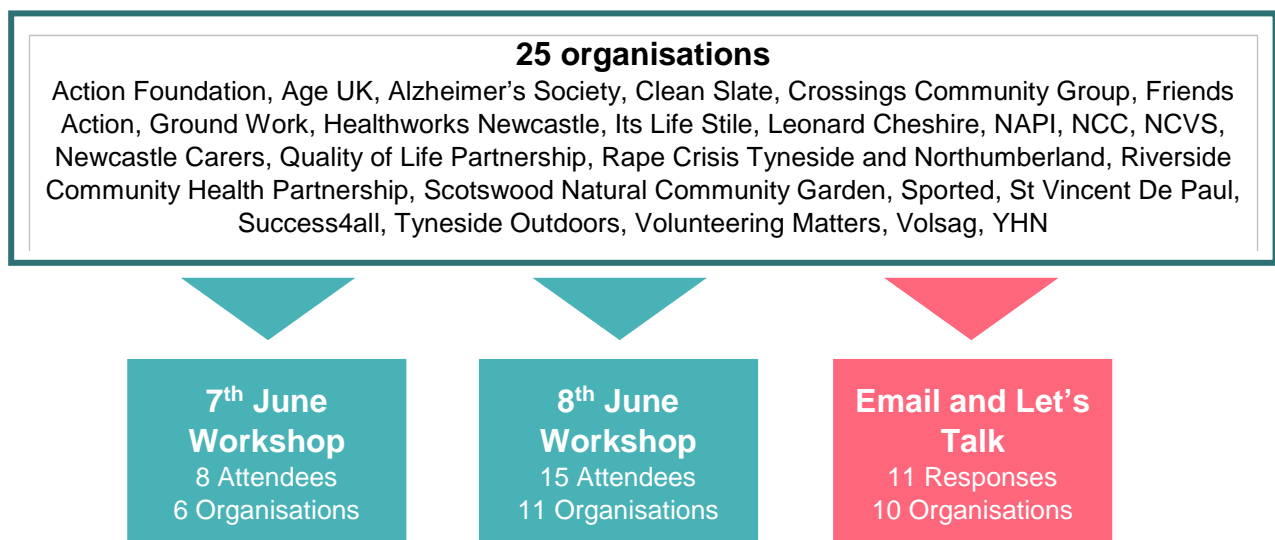 25 organisations
Action Foundation, Age UK, Alzheimer’s Society, Clean Slate, Crossings Community Group, Friends
Action, Ground Work, Healthworks Newcastle, Its Life Stile, Leonard Cheshire, NAPI, NCC, NCVS,
Newcastle Carers, Quality of Life Partnership, Rape Crisis Tyneside and Northumberland, Riverside
Community Health Partnership, Scotswood Natural Community Garden, Sported, St Vincent De Paul,
Success4all, Tyneside Outdoors, Volunteering Matters, Volsag, YHN
7th June
Workshop
8 Attendees
6 Organisations
8th June
Workshop
15 Attendees
11 Organisations
Email and Let’s
Talk
11 Responses
10 Organisations